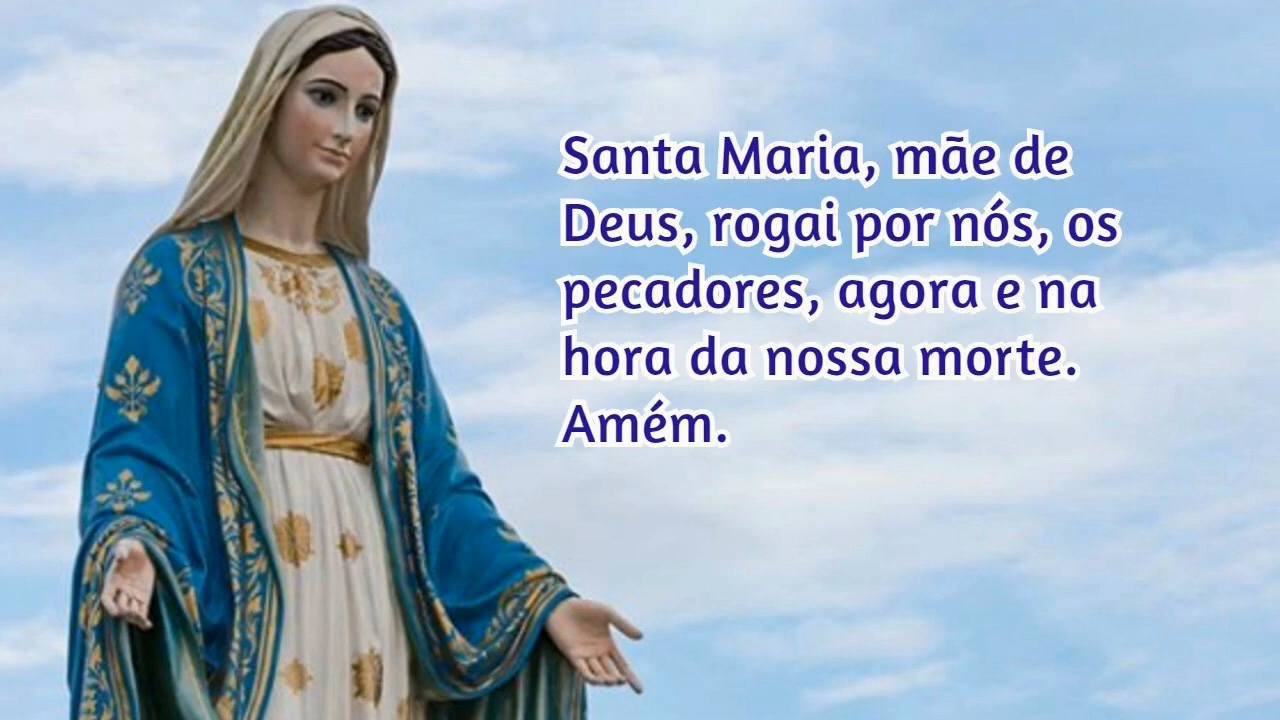 Santa Maria, mãe de
Deus, rogai por nós, os
pecadores, agora e na
hora da nossa morte.
Amém.